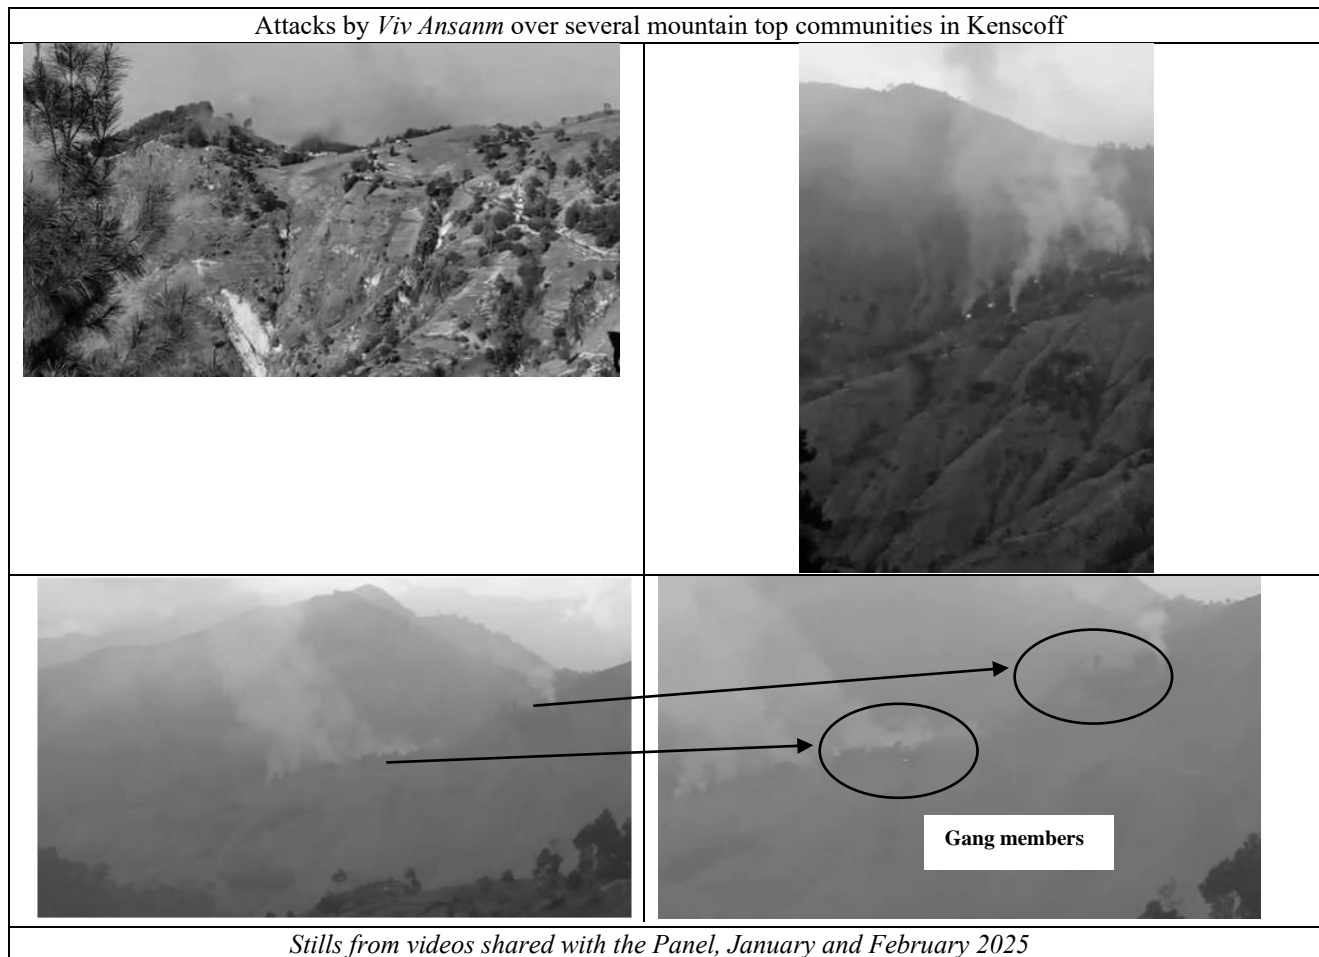 Attacks by Viv Ansanm over several mountain top communities in Kenscoff
Gang members
Stills from videos shared with the Panel, January and February 2025